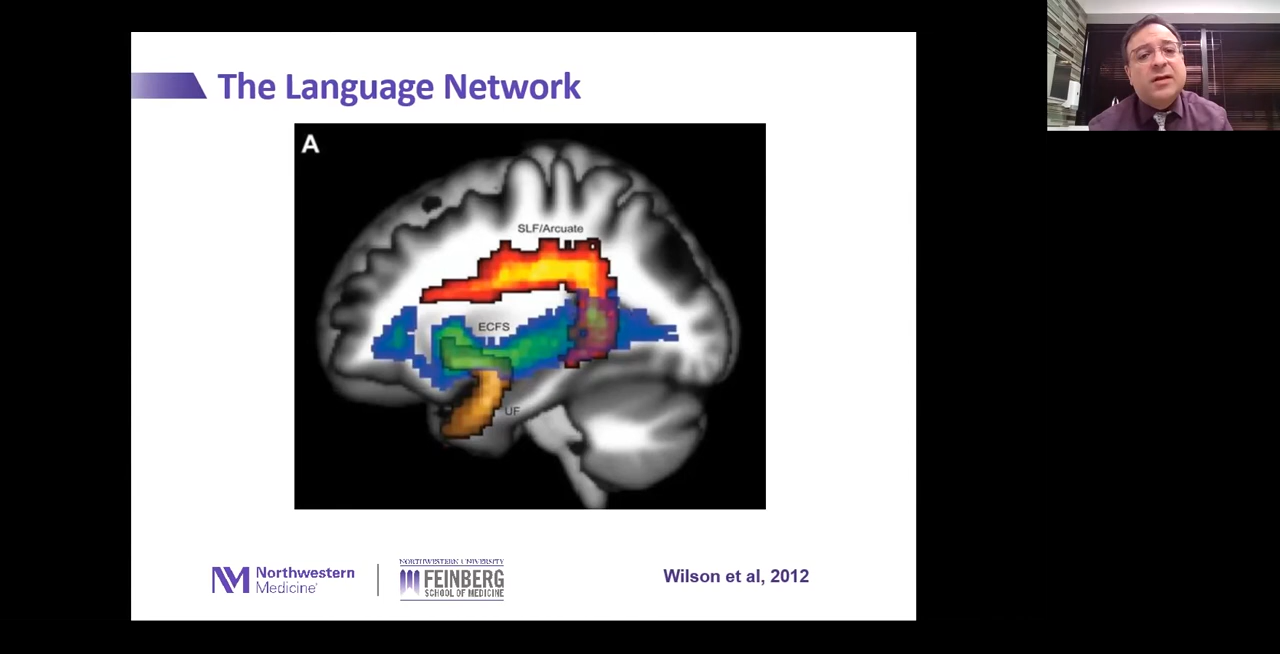 The Language Network
A
SLF/Arcuate
ECFS
UF
Northwestern
Medicine
NORTHWESTERN UNIVERSITY
FEINBERG
SCHOOL OF MEDICINE
Wilson et al, 2012